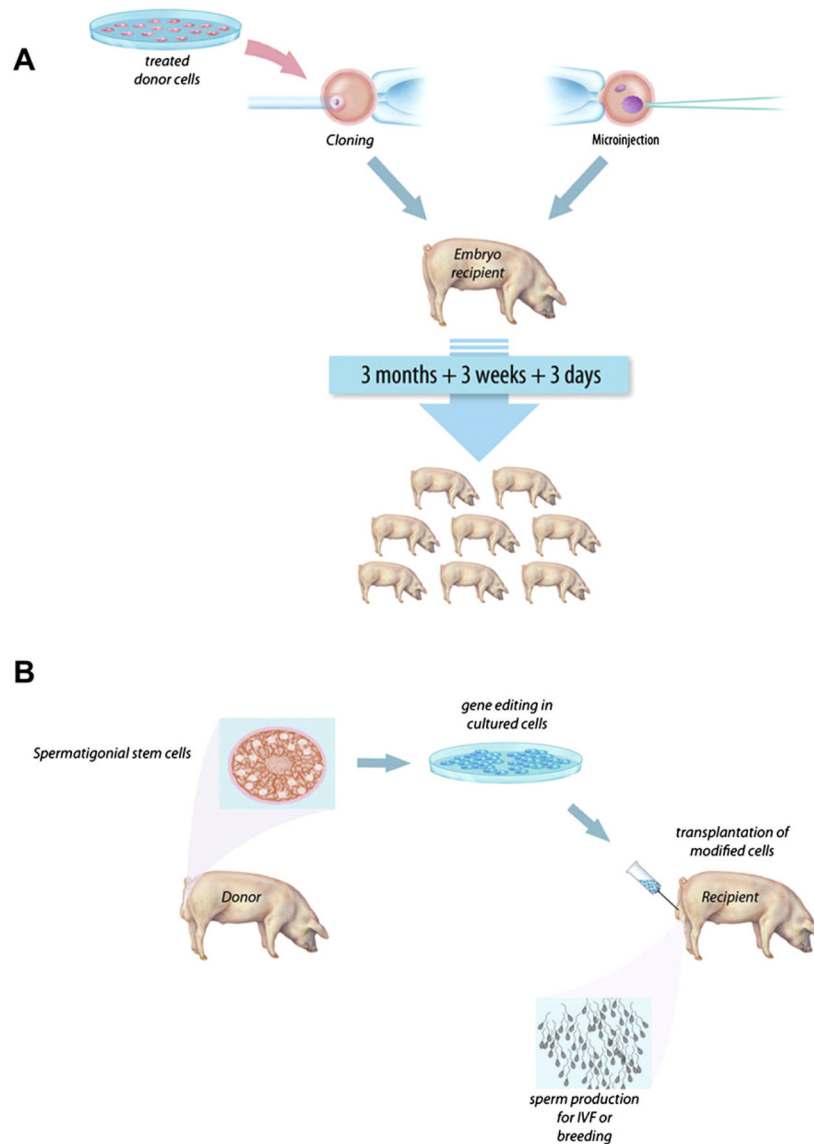 A
treated
donor cells
Cloning
Microinjection
Embryo
recipient
3 months + 3 weeks + 3 days
B
Spermatigonial stem cells
gene editing in
cultured cells
transplantation of
modified cells
Donor
Recipient
sperm production
for IVF or
breeding